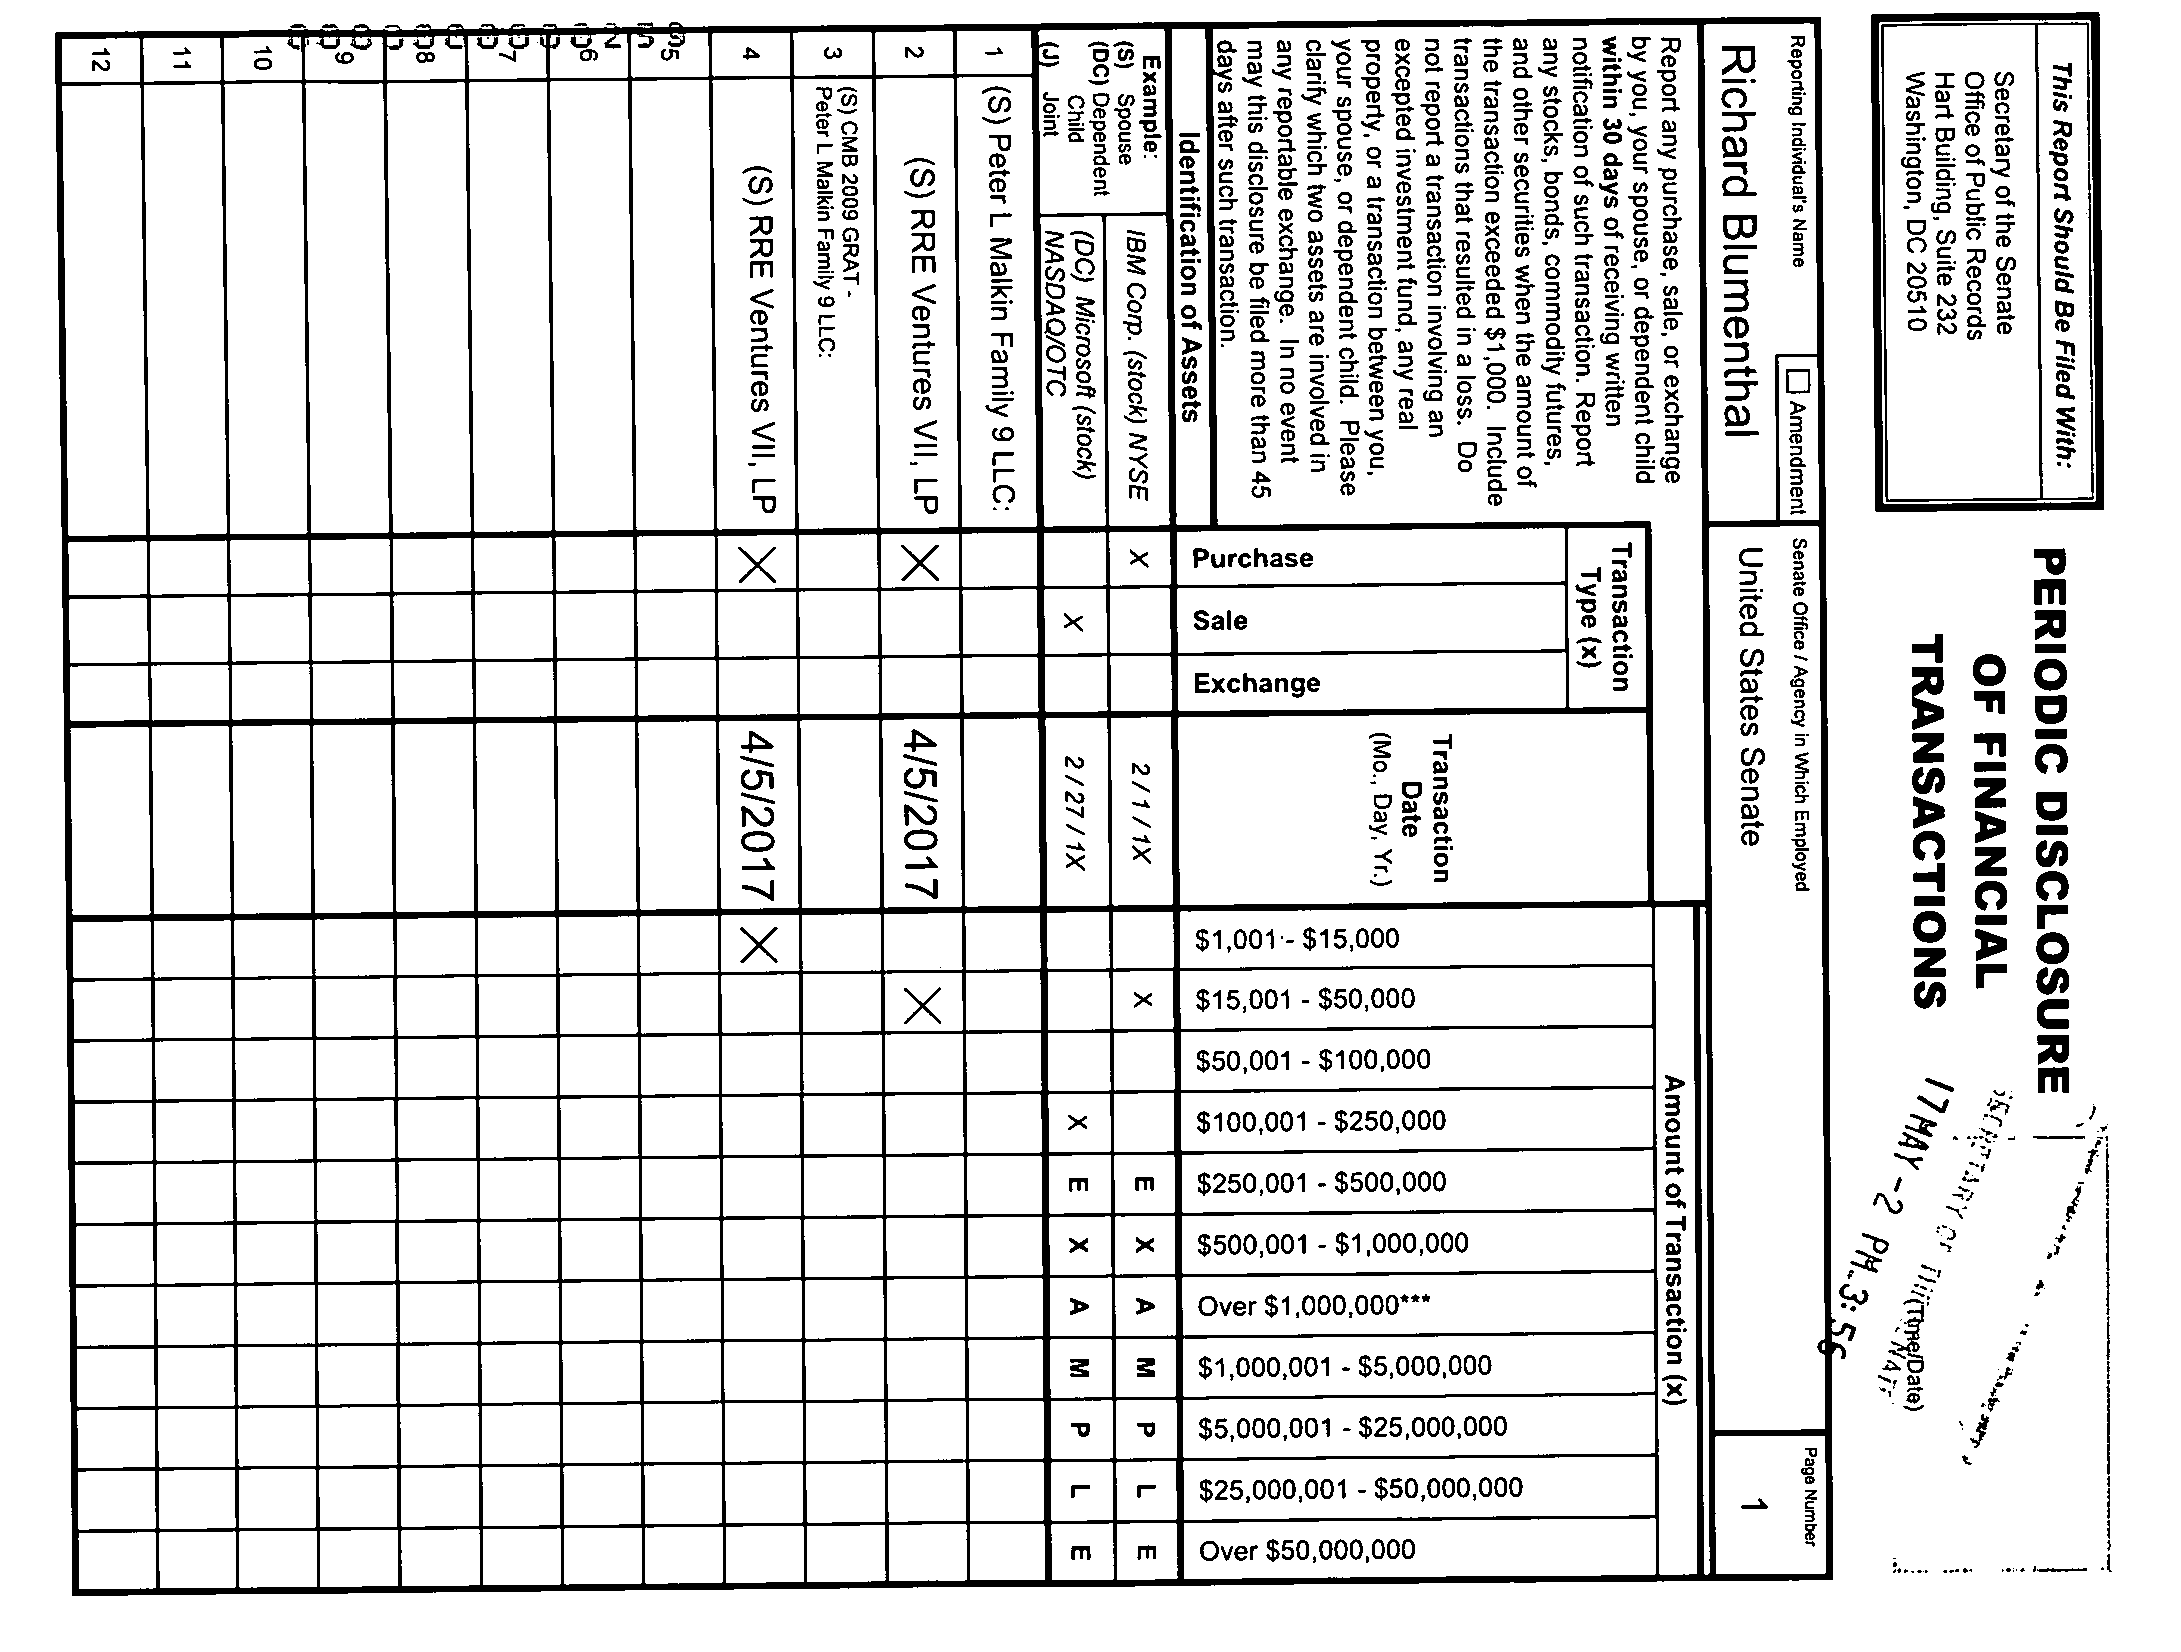 This Report Should Be Filed With:
Secretary of the Senate
Office of Public Records
Hart Building, Suite 232
Washington, DC 20510
PERIODIC DISCLOSURE
OF FINANCIAL
TRANSACTIONS
17 MAY -2 PM 3:56
(Time/Date)
Reporting Individual's Name
Amendment
Senate Office / Agency in Which Employed
Page Number
Richard Blumenthal
United States Senate
1
Report any purchase, sale, or exchange
by you, your spouse, or dependent child
within 30 days of receiving written
notification of such transaction. Report
any stocks, bonds, commodity futures,
and other securities when the amount of
the transaction exceeded $1,000. Include
transactions that resulted in a loss. Do
not report a transaction involving an
excepted investment fund, any real
property, or a transaction between you,
your spouse, or dependent child. Please
clarify which two assets are involved in
any reportable exchange. In no event
may this disclosure be filed more than 45
days after such transaction.
Identification of Assets
Transaction
Type (x)
Purchase
Sale
Exchange
Transaction
Date
(Mo., Day, Yr.)
Amount of Transaction (x)
$1,001 - $15,000
$15,001 - $50,000
$50,001 - $100,000
$100,001 - $250,000
$250,001 - $500,000
$500,001 - $1,000,000
Over $1,000,000***
$1,000,001 - $5,000,000
$5,000,001 - $25,000,000
$25,000,001 - $50,000,000
Over $50,000,000
Example:
(S) Spouse
(DC) Dependent
Child
(J) Joint
IBM Corp. (stock) NYSE X 2 / 1 / 1X X E X A M P L E
(DC) Microsoft (stock)
NASDAQ/OTC X 2 / 27 / 1X X E X A M P L E
1 (S) Peter L Malkin Family 9 LLC:
2 (S) RRE Ventures VII, LP X 4/5/2017 X
3 (S) CMB 2009 GRAT -
Peter L Malkin Family 9 LLC:
4 (S) RRE Ventures VII, LP X 4/5/2017 X
5
6
7
8
9
10
11
12